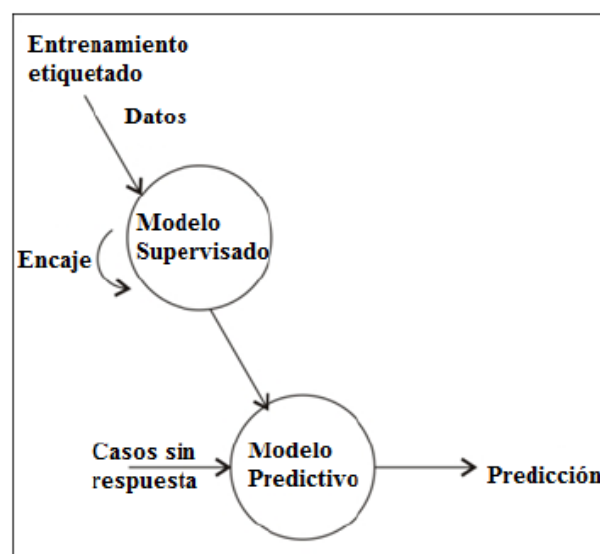 Entrenamiento
etiquetado
Datos
Modelo
Supervisado
Encaje
Casos sin
respuesta
Modelo
Predictivo
Predicción